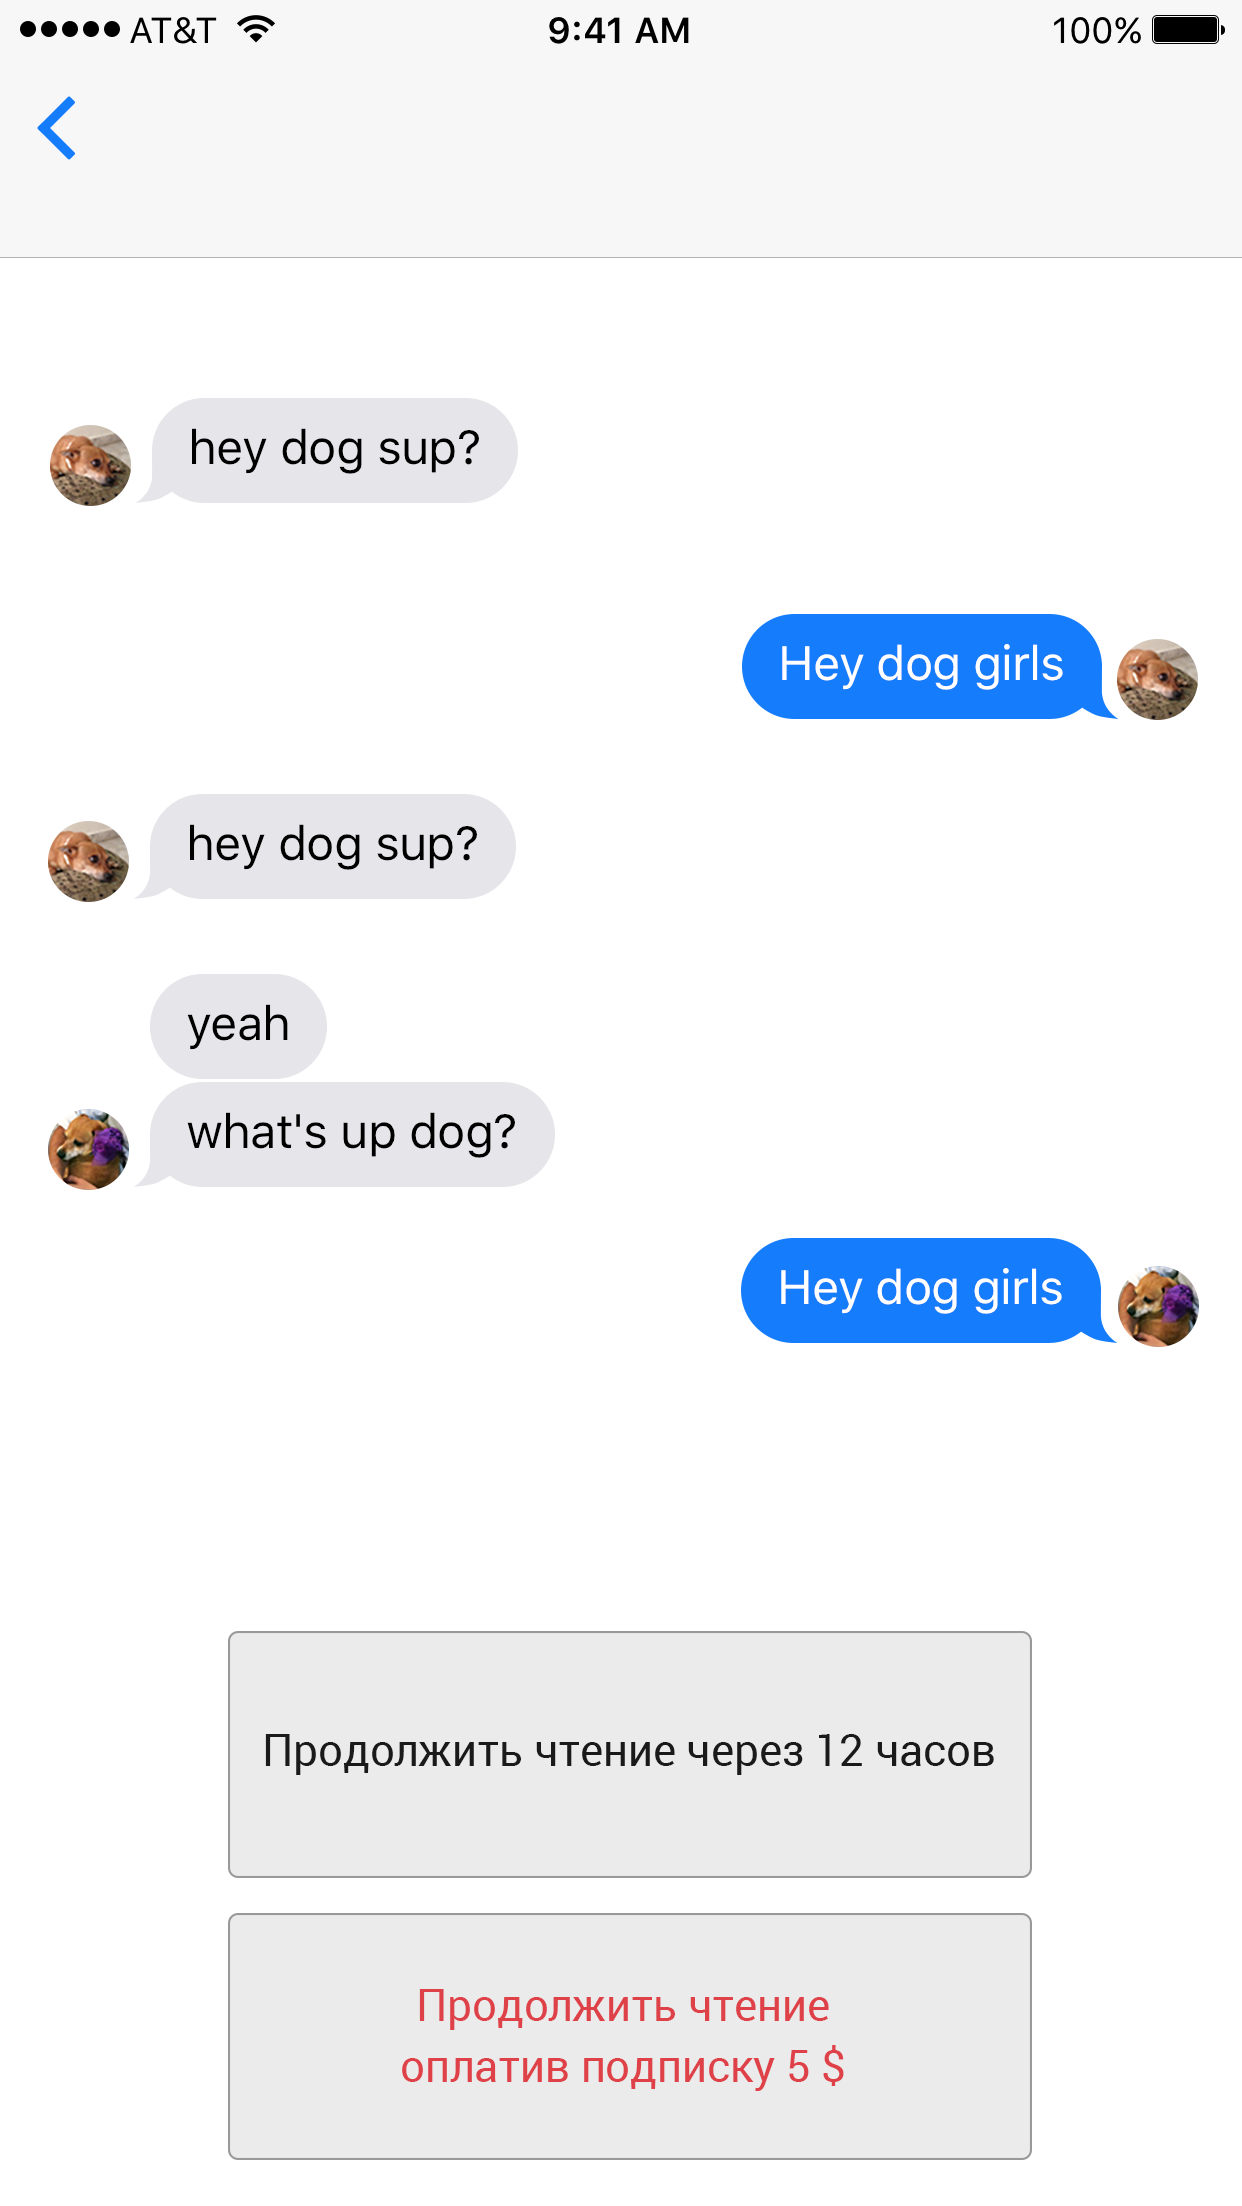 AT&T 9:41 AM 100%
hey dog sup?
Hey dog girls
hey dog sup?
yeah
what's up dog?
Hey dog girls
Продолжить чтение через 12 часов
Продолжить чтение
оплатив подписку 5 $